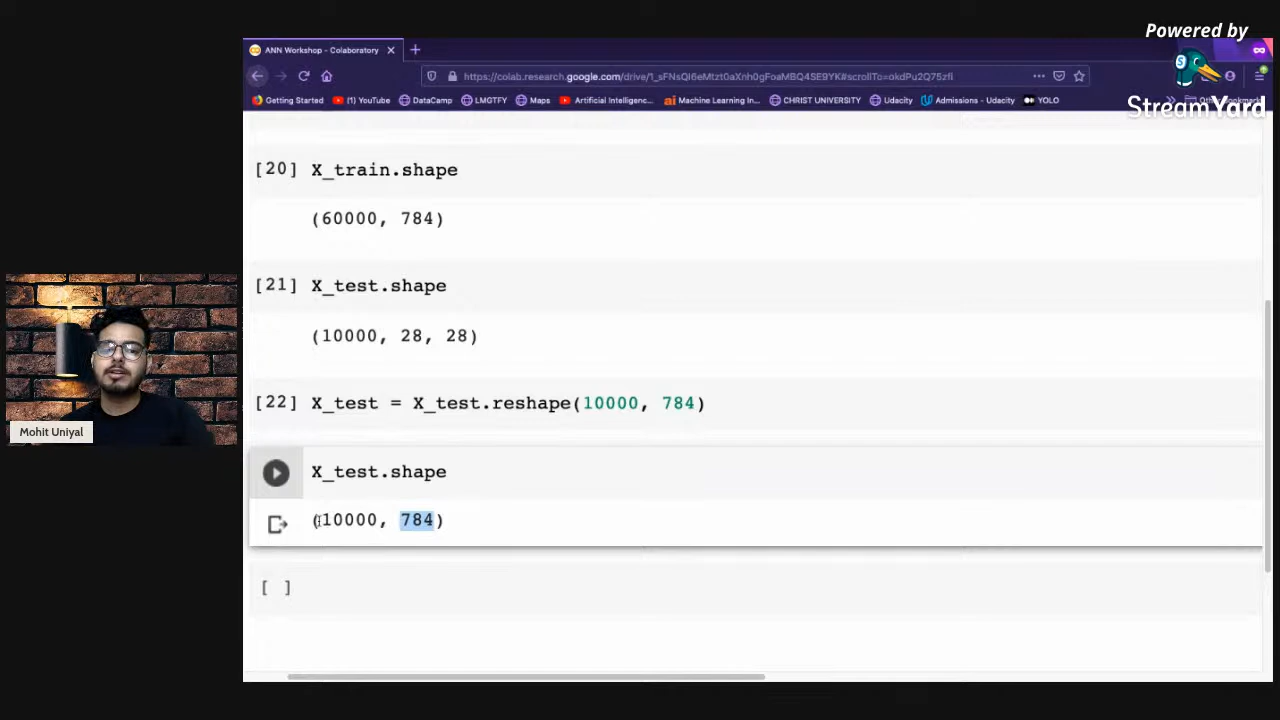 Powered by
StreamYard
ANN Workshop - Colaboratory
https://colab.research.google.com/drive/1_sFNsQI6eMtztGaXnh0gFoaMBQ4SE9YK#scrollTo=okdPu2Q75zfi
Getting Started
(1) YouTube
DataCamp
LMGTFY
Maps
Artificial Intelligenc...
Machine Learning In...
CHRIST UNIVERSITY
Udacity
Admissions - Udacity
YOLO
[20] X_train.shape
(60000, 784)
[21] X_test.shape
(10000, 28, 28)
[22] X_test = X_test.reshape(10000, 784)
X_test.shape
(10000, 784)
[ ]
Mohit Uniyal